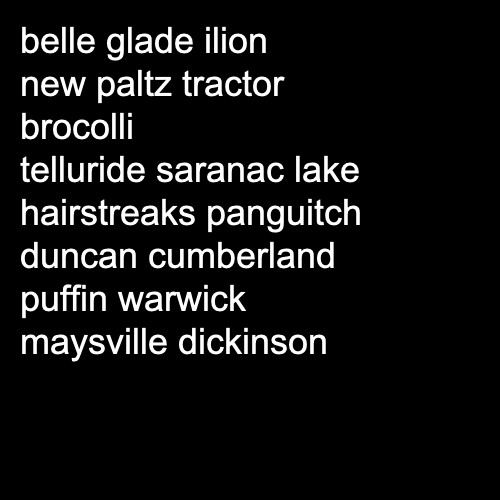 belle glade ilion
new paltz tractor
brocolli
telluride saranac lake
hairstreaks panguitch
duncan cumberland
puffin warwick
maysville dickinson